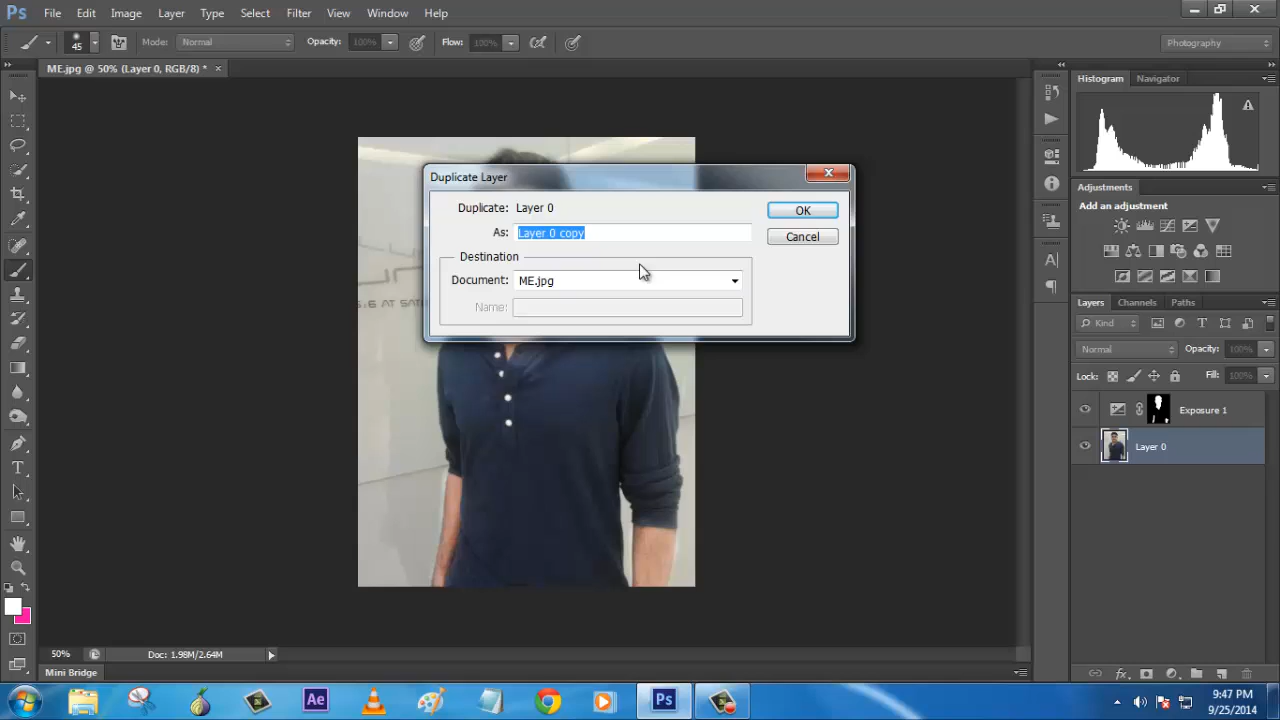 Ps File Edit Image Layer Type Select Filter View Window Help
45 Mode: Normal Opacity: 100% Flow: 100% Photography
ME.jpg @ 50% (Layer 0, RGB/8) * ×
Histogram Navigator
Duplicate Layer
Duplicate: Layer 0 OK
As: Layer 0 copy Cancel
Destination
Document: ME.jpg
Name:
Adjustments
Add an adjustment
Layers Channels Paths
Kind
Normal Opacity: 100%
Lock: Fill: 100%
Exposure 1
Layer 0
50% Doc: 1.98M/2.64M
Mini Bridge
Ae Ps
9:47 PM
9/25/2014